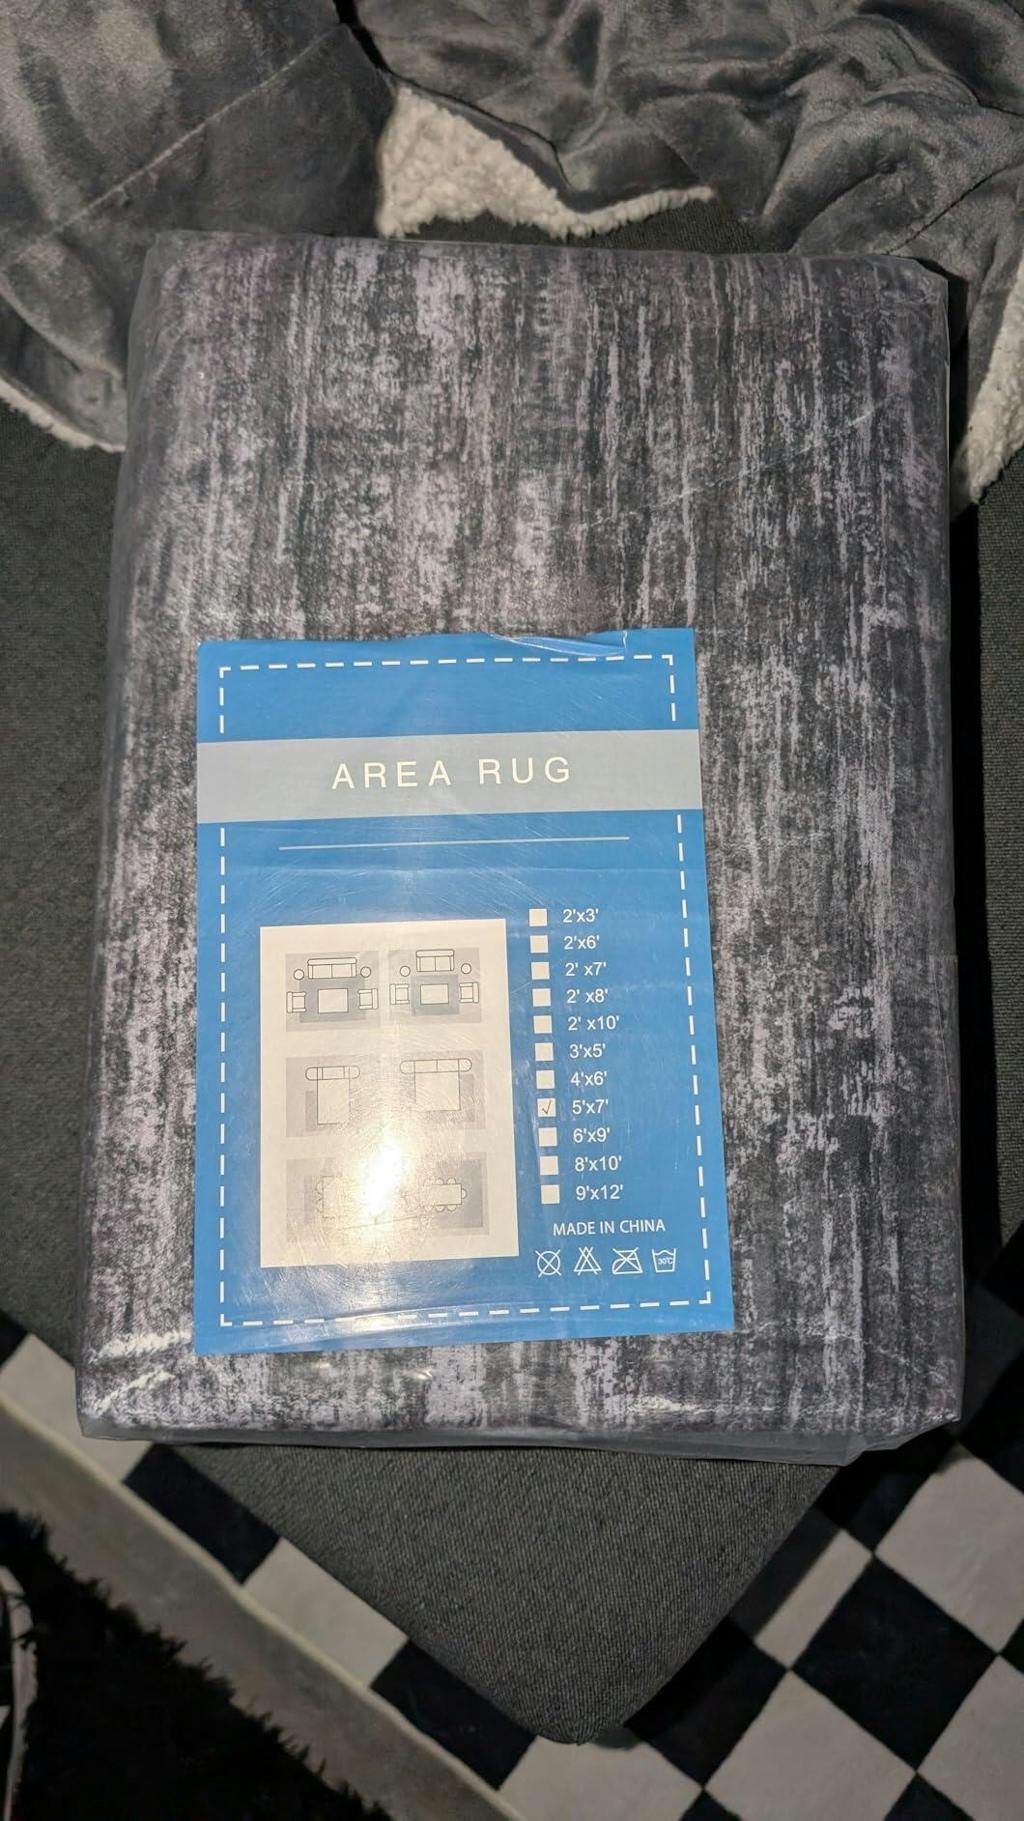 AREA RUG
2'x3'
2'x6'
2' x7'
2' x8'
2' x10'
3'x5'
4'x6'
5'x7'
6'x9'
8'x10'
9'x12'
MADE IN CHINA
30°C